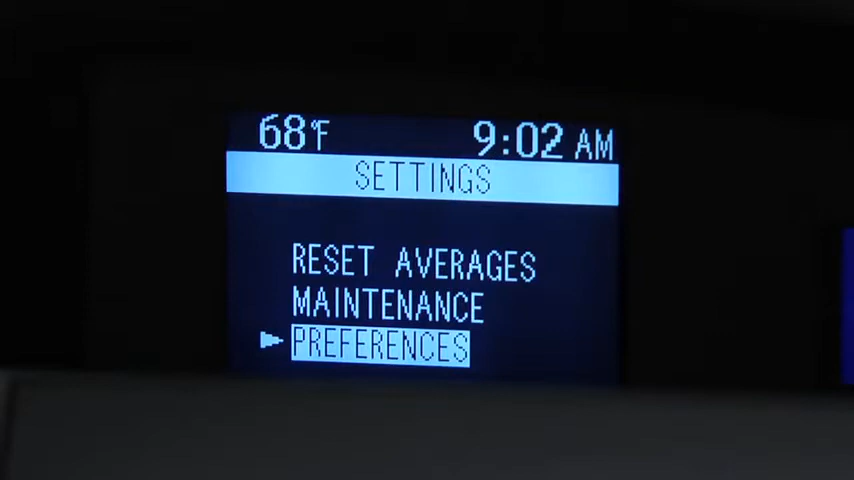 68°F 9:02 AM
SETTINGS
RESET AVERAGES
MAINTENANCE
PREFERENCES